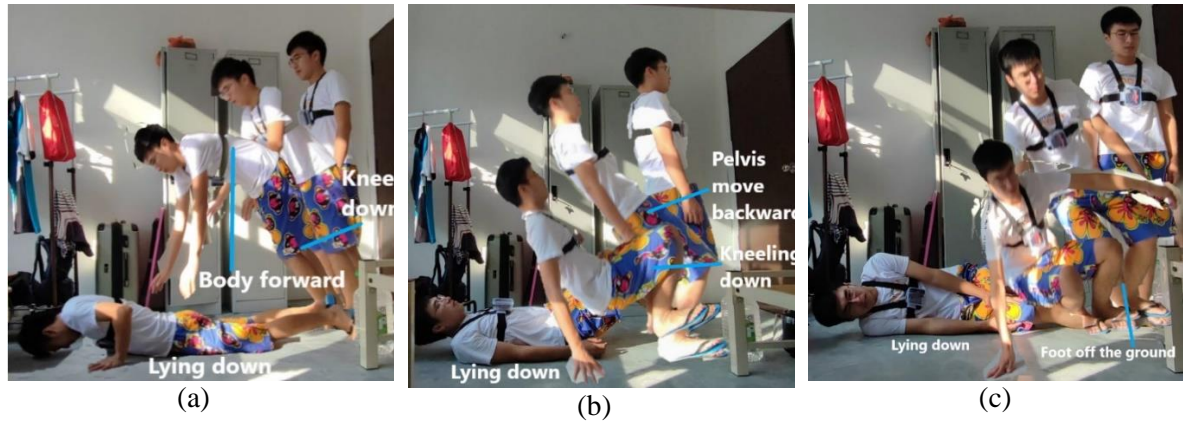 Knee
down
Body forward
Lying down
(a)
Pelvis
move
backward
Kneeling
down
Lying down
(b)
Lying down
Foot off the ground
(c)